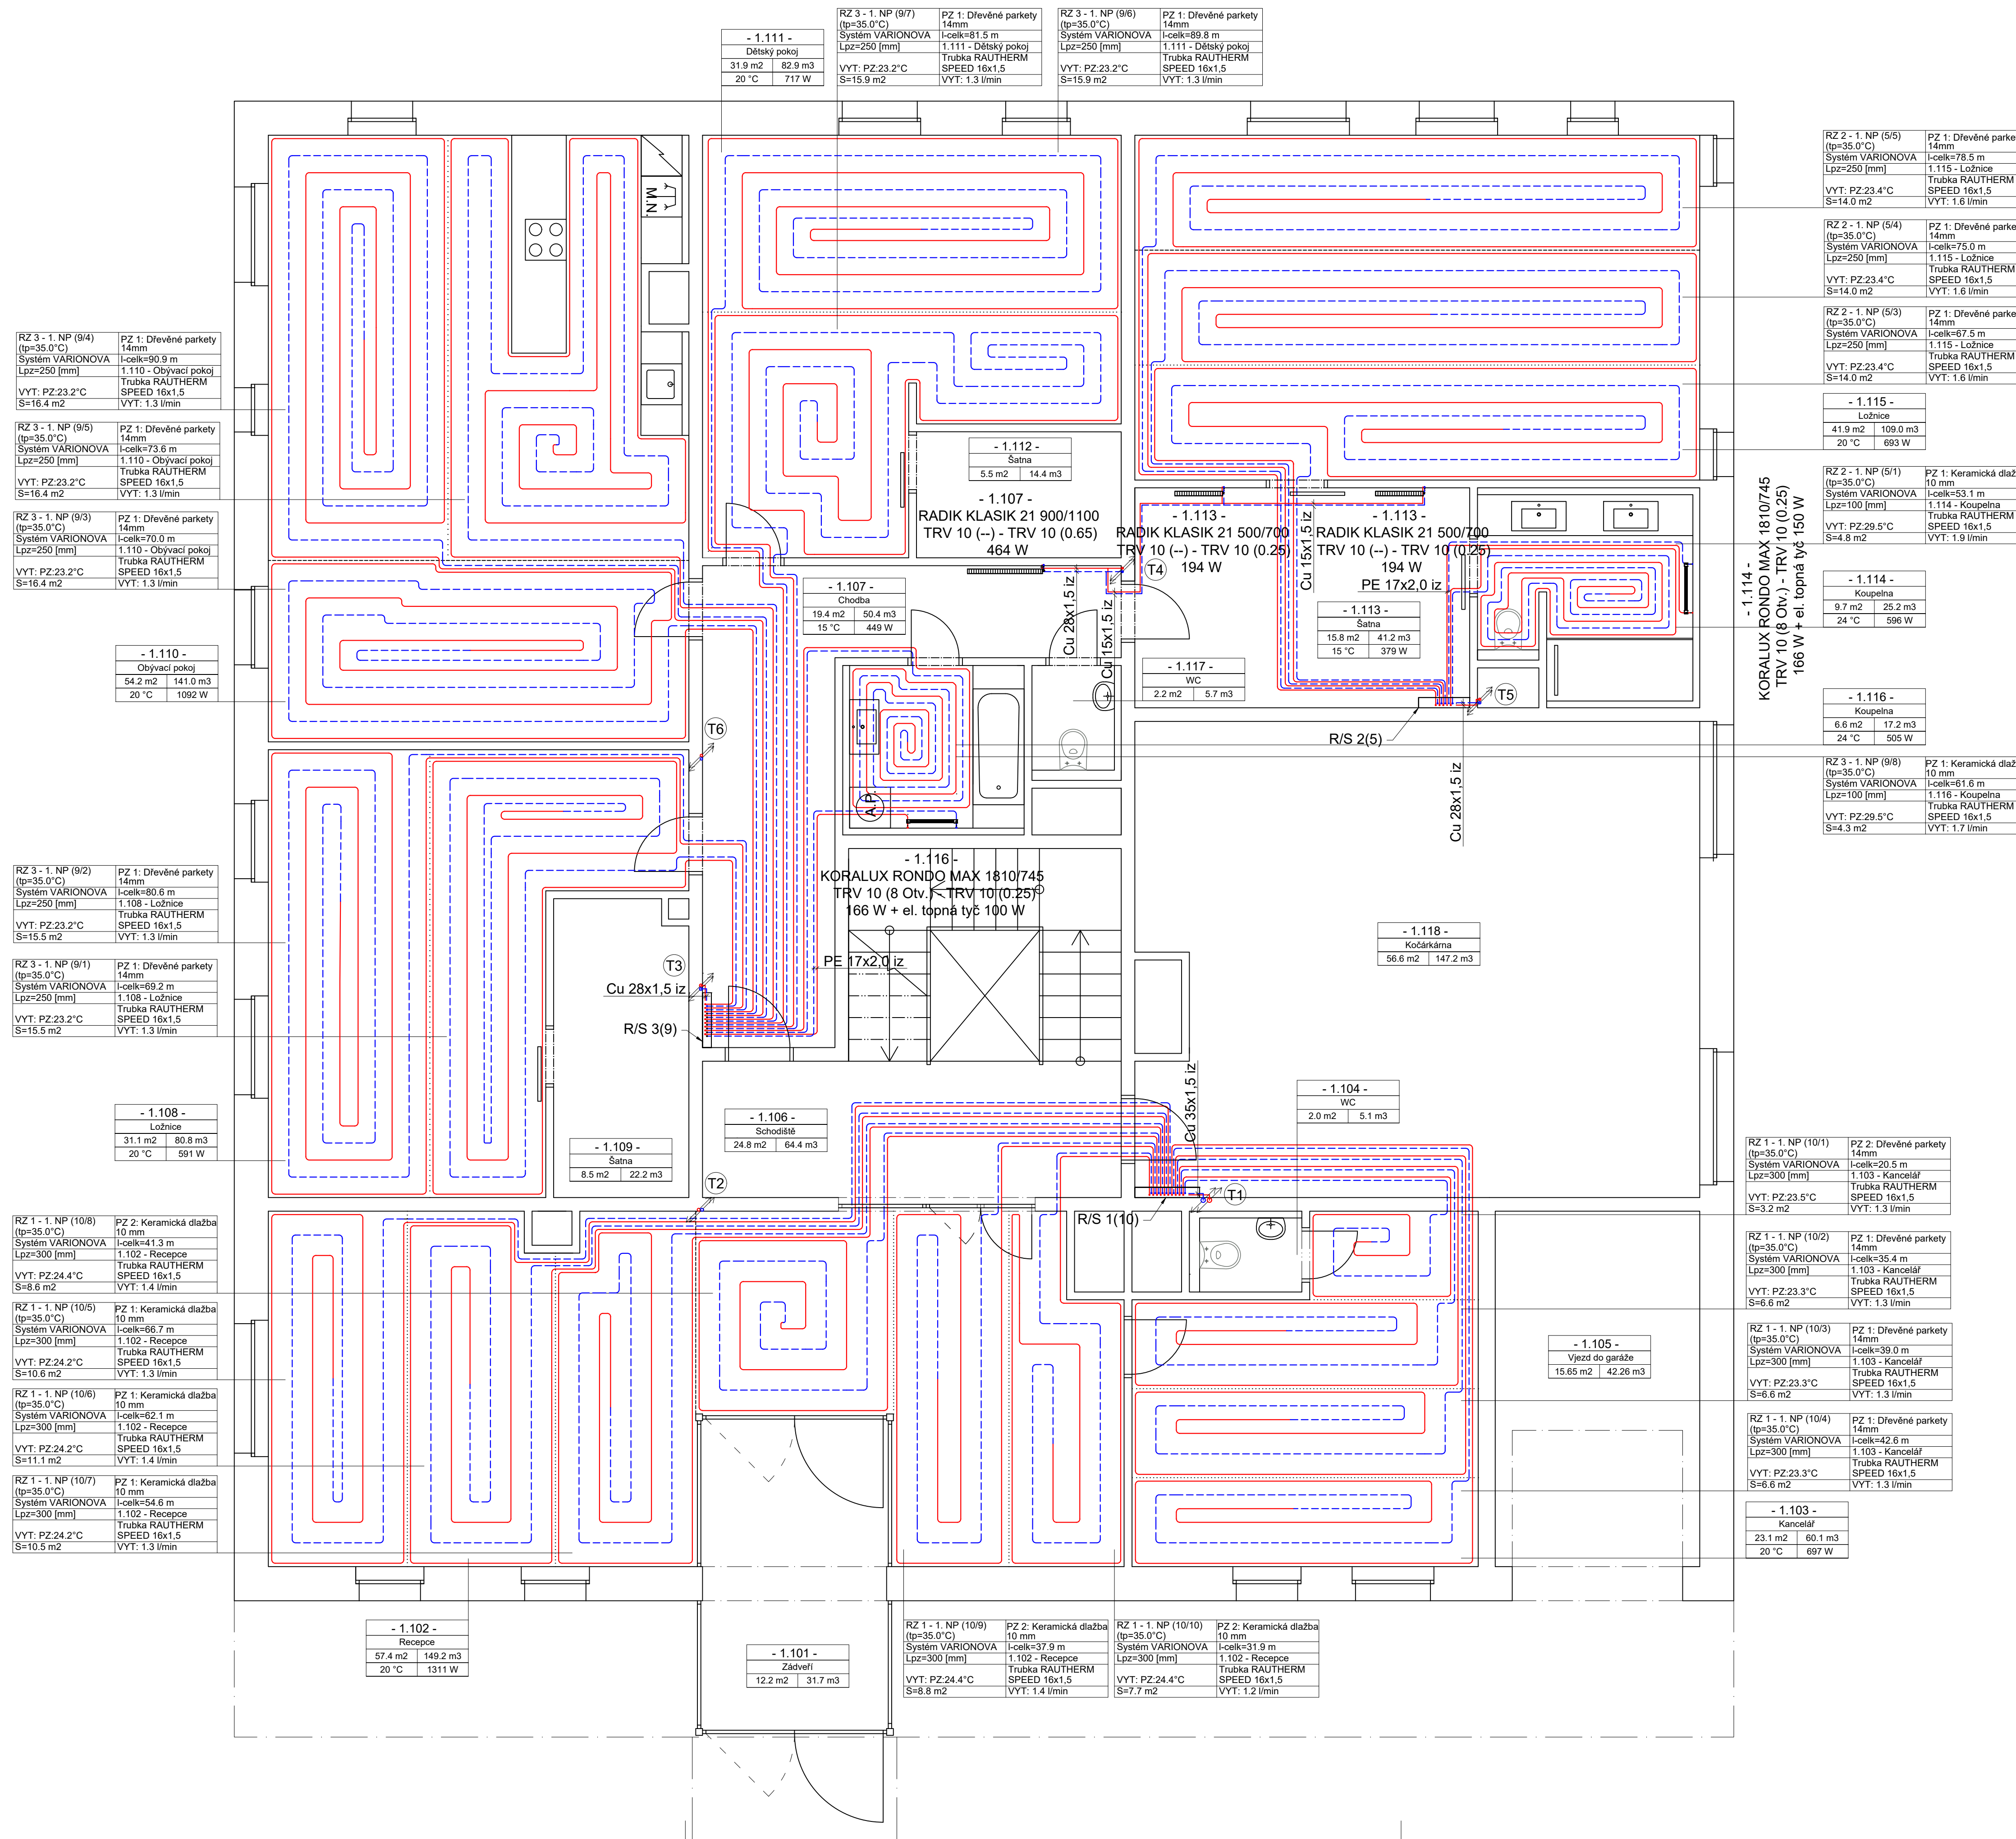 RZ 3 - 1. NP (9/7)
(tp=35.0°C)
PZ 1: Dřevěné parkety
14mm
Systém VARIONOVA
l-celk=81.5 m
Lpz=250 [mm]
1.111 - Dětský pokoj
VYT: PZ:23.2°C
Trubka RAUTHERM
SPEED 16x1,5
S=15.9 m2
VYT: 1.3 l/min
RZ 3 - 1. NP (9/6)
(tp=35.0°C)
PZ 1: Dřevěné parkety
14mm
Systém VARIONOVA
l-celk=89.8 m
Lpz=250 [mm]
1.111 - Dětský pokoj
VYT: PZ:23.2°C
Trubka RAUTHERM
SPEED 16x1,5
S=15.9 m2
VYT: 1.3 l/min
- 1.111 -
Dětský pokoj
31.9 m2 82.9 m3
20 °C 717 W
RZ 2 - 1. NP (5/5)
(tp=35.0°C)
PZ 1: Dřevěné parke
14mm
Systém VARIONOVA
l-celk=78.5 m
Lpz=250 [mm]
1.115 - Ložnice
VYT: PZ:23.4°C
Trubka RAUTHERM
SPEED 16x1,5
S=14.0 m2
VYT: 1.6 l/min
RZ 2 - 1. NP (5/4)
(tp=35.0°C)
PZ 1: Dřevěné parke
14mm
Systém VARIONOVA
l-celk=75.0 m
Lpz=250 [mm]
1.115 - Ložnice
VYT: PZ:23.4°C
Trubka RAUTHERM
SPEED 16x1,5
S=14.0 m2
VYT: 1.6 l/min
RZ 2 - 1. NP (5/3)
(tp=35.0°C)
PZ 1: Dřevěné parke
14mm
Systém VARIONOVA
l-celk=67.5 m
Lpz=250 [mm]
1.115 - Ložnice
VYT: PZ:23.4°C
Trubka RAUTHERM
SPEED 16x1,5
S=14.0 m2
VYT: 1.6 l/min
- 1.115 -
Ložnice
41.9 m2 109.0 m3
20 °C 693 W
RZ 2 - 1. NP (5/1)
(tp=35.0°C)
PZ 1: Keramická dlaž
10 mm
Systém VARIONOVA
l-celk=53.1 m
Lpz=100 [mm]
1.114 - Koupelna
VYT: PZ:29.5°C
Trubka RAUTHERM
SPEED 16x1,5
S=4.8 m2
VYT: 1.9 l/min
- 1.114 -
Koupelna
9.7 m2 25.2 m3
24 °C 596 W
- 1.114 -
KORALUX RONDO MAX 1810/745
TRV 10 (8 Otv.) - TRV 10 (0.25)
166 W + el. topná tyč 150 W
- 1.116 -
Koupelna
6.6 m2 17.2 m3
24 °C 505 W
RZ 3 - 1. NP (9/8)
(tp=35.0°C)
PZ 1: Keramická dlaž
10 mm
Systém VARIONOVA
l-celk=61.6 m
Lpz=100 [mm]
1.116 - Koupelna
VYT: PZ:29.5°C
Trubka RAUTHERM
SPEED 16x1,5
S=4.3 m2
VYT: 1.7 l/min
RZ 3 - 1. NP (9/4)
(tp=35.0°C)
PZ 1: Dřevěné parkety
14mm
Systém VARIONOVA
l-celk=90.9 m
Lpz=250 [mm]
1.110 - Obývací pokoj
VYT: PZ:23.2°C
Trubka RAUTHERM
SPEED 16x1,5
S=16.4 m2
VYT: 1.3 l/min
RZ 3 - 1. NP (9/5)
(tp=35.0°C)
PZ 1: Dřevěné parkety
14mm
Systém VARIONOVA
l-celk=73.6 m
Lpz=250 [mm]
1.110 - Obývací pokoj
VYT: PZ:23.2°C
Trubka RAUTHERM
SPEED 16x1,5
S=16.4 m2
VYT: 1.3 l/min
RZ 3 - 1. NP (9/3)
(tp=35.0°C)
PZ 1: Dřevěné parkety
14mm
Systém VARIONOVA
l-celk=70.0 m
Lpz=250 [mm]
1.110 - Obývací pokoj
VYT: PZ:23.2°C
Trubka RAUTHERM
SPEED 16x1,5
S=16.4 m2
VYT: 1.3 l/min
- 1.110 -
Obývací pokoj
54.2 m2 141.0 m3
20 °C 1092 W
M.N.
- 1.112 -
Šatna
5.5 m2 14.4 m3
- 1.107 -
RADIK KLASIK 21 900/1100
TRV 10 (--) - TRV 10 (0.65)
464 W
- 1.113 -
RADIK KLASIK 21 500/700
TRV 10 (--) - TRV 10 (0.25)
194 W
- 1.113 -
RADIK KLASIK 21 500/700
TRV 10 (--) - TRV 10 (0.25)
194 W
Cu 15x1,5 iz
PE 17x2,0 iz
T4
- 1.107 -
Chodba
19.4 m2 50.4 m3
15 °C 449 W
Cu 28x1,5 iz
Cu 15x1,5 iz
- 1.113 -
Šatna
15.8 m2 41.2 m3
15 °C 379 W
- 1.117 -
WC
2.2 m2 5.7 m3
T5
T6
R/S 2(5)
Cu 28x1,5 iz
A.P.
- 1.116 -
KORALUX RONDO MAX 1810/745
TRV 10 (8 Otv.) - TRV 10 (0.25)
166 W + el. topná tyč 100 W
T3
PE 17x2,0 iz
Cu 28x1,5 iz
R/S 3(9)
- 1.118 -
Kočárkárna
56.6 m2 147.2 m3
RZ 3 - 1. NP (9/2)
(tp=35.0°C)
PZ 1: Dřevěné parkety
14mm
Systém VARIONOVA
l-celk=80.6 m
Lpz=250 [mm]
1.108 - Ložnice
VYT: PZ:23.2°C
Trubka RAUTHERM
SPEED 16x1,5
S=15.5 m2
VYT: 1.3 l/min
RZ 3 - 1. NP (9/1)
(tp=35.0°C)
PZ 1: Dřevěné parkety
14mm
Systém VARIONOVA
l-celk=69.2 m
Lpz=250 [mm]
1.108 - Ložnice
VYT: PZ:23.2°C
Trubka RAUTHERM
SPEED 16x1,5
S=15.5 m2
VYT: 1.3 l/min
- 1.108 -
Ložnice
31.1 m2 80.8 m3
20 °C 591 W
- 1.109 -
Šatna
8.5 m2 22.2 m3
- 1.106 -
Schodiště
24.8 m2 64.4 m3
Cu 35x1,5 iz
- 1.104 -
WC
2.0 m2 5.1 m3
T2
T1
R/S 1(10)
RZ 1 - 1. NP (10/1)
(tp=35.0°C)
PZ 2: Dřevěné parkety
14mm
Systém VARIONOVA
l-celk=20.5 m
Lpz=300 [mm]
1.103 - Kancelář
VYT: PZ:23.5°C
Trubka RAUTHERM
SPEED 16x1,5
S=3.2 m2
VYT: 1.3 l/min
RZ 1 - 1. NP (10/2)
(tp=35.0°C)
PZ 1: Dřevěné parkety
14mm
Systém VARIONOVA
l-celk=35.4 m
Lpz=300 [mm]
1.103 - Kancelář
VYT: PZ:23.3°C
Trubka RAUTHERM
SPEED 16x1,5
S=6.6 m2
VYT: 1.3 l/min
RZ 1 - 1. NP (10/3)
(tp=35.0°C)
PZ 1: Dřevěné parkety
14mm
Systém VARIONOVA
l-celk=39.0 m
Lpz=300 [mm]
1.103 - Kancelář
VYT: PZ:23.3°C
Trubka RAUTHERM
SPEED 16x1,5
S=6.6 m2
VYT: 1.3 l/min
RZ 1 - 1. NP (10/4)
(tp=35.0°C)
PZ 1: Dřevěné parkety
14mm
Systém VARIONOVA
l-celk=42.6 m
Lpz=300 [mm]
1.103 - Kancelář
VYT: PZ:23.3°C
Trubka RAUTHERM
SPEED 16x1,5
S=6.6 m2
VYT: 1.3 l/min
- 1.103 -
Kancelář
23.1 m2 60.1 m3
20 °C 697 W
- 1.105 -
Vjezd do garáže
15.65 m2 42.26 m3
RZ 1 - 1. NP (10/8)
(tp=35.0°C)
PZ 2: Keramická dlažba
10 mm
Systém VARIONOVA
l-celk=41.3 m
Lpz=300 [mm]
1.102 - Recepce
VYT: PZ:24.4°C
Trubka RAUTHERM
SPEED 16x1,5
S=8.6 m2
VYT: 1.4 l/min
RZ 1 - 1. NP (10/5)
(tp=35.0°C)
PZ 1: Keramická dlažba
10 mm
Systém VARIONOVA
l-celk=66.7 m
Lpz=300 [mm]
1.102 - Recepce
VYT: PZ:24.2°C
Trubka RAUTHERM
SPEED 16x1,5
S=10.6 m2
VYT: 1.3 l/min
RZ 1 - 1. NP (10/6)
(tp=35.0°C)
PZ 1: Keramická dlažba
10 mm
Systém VARIONOVA
l-celk=62.1 m
Lpz=300 [mm]
1.102 - Recepce
VYT: PZ:24.2°C
Trubka RAUTHERM
SPEED 16x1,5
S=11.1 m2
VYT: 1.4 l/min
RZ 1 - 1. NP (10/7)
(tp=35.0°C)
PZ 1: Keramická dlažba
10 mm
Systém VARIONOVA
l-celk=54.6 m
Lpz=300 [mm]
1.102 - Recepce
VYT: PZ:24.2°C
Trubka RAUTHERM
SPEED 16x1,5
S=10.5 m2
VYT: 1.3 l/min
- 1.102 -
Recepce
57.4 m2 149.2 m3
20 °C 1311 W
- 1.101 -
Zádveří
12.2 m2 31.7 m3
RZ 1 - 1. NP (10/9)
(tp=35.0°C)
PZ 2: Keramická dlažba
10 mm
Systém VARIONOVA
l-celk=37.9 m
Lpz=300 [mm]
1.102 - Recepce
VYT: PZ:24.4°C
Trubka RAUTHERM
SPEED 16x1,5
S=8.8 m2
VYT: 1.4 l/min
RZ 1 - 1. NP (10/10)
(tp=35.0°C)
PZ 2: Keramická dlažba
10 mm
Systém VARIONOVA
l-celk=31.9 m
Lpz=300 [mm]
1.102 - Recepce
VYT: PZ:24.4°C
Trubka RAUTHERM
SPEED 16x1,5
S=7.7 m2
VYT: 1.2 l/min